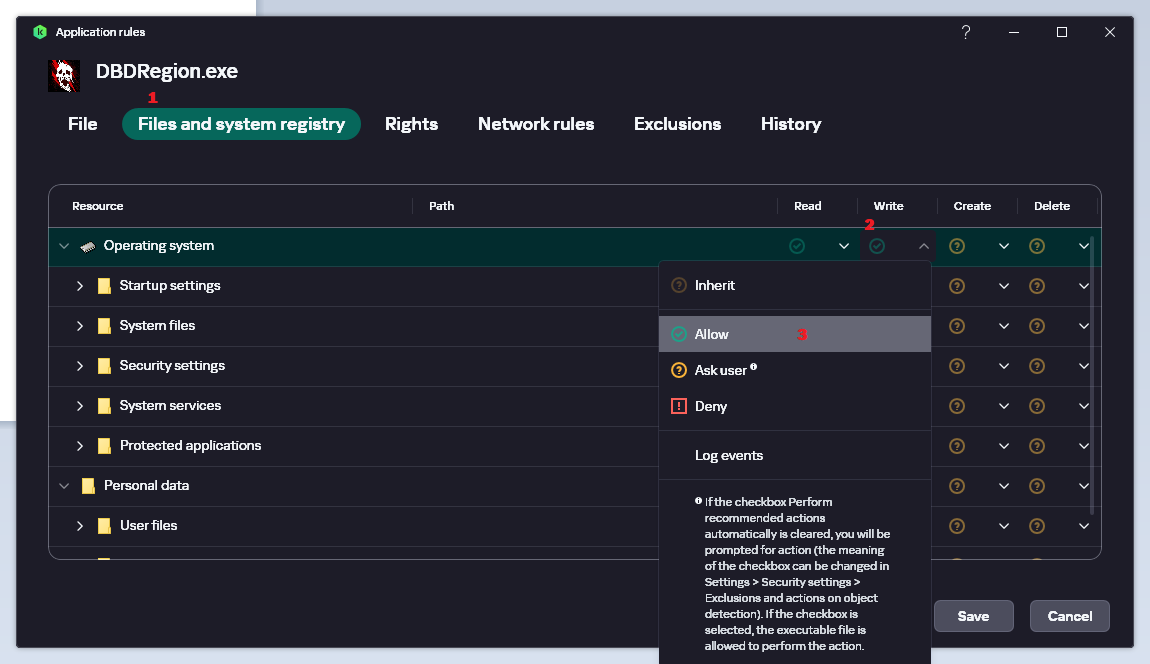 Application rules
?
DBDRegion.exe
1
File Files and system registry Rights Network rules Exclusions History
Resource Path Read Write Create Delete
2
Operating system
Inherit
Startup settings
Allow 3
System files
Ask user
Security settings
Deny
System services
Protected applications
Log events
Personal data
User files
If the checkbox Perform
recommended actions
automatically is cleared, you will be
prompted for action (the meaning
of the checkbox can be changed in
Settings > Security settings >
Exclusions and actions on object
detection). If the checkbox is
selected, the executable file is
allowed to perform the action.
Save Cancel